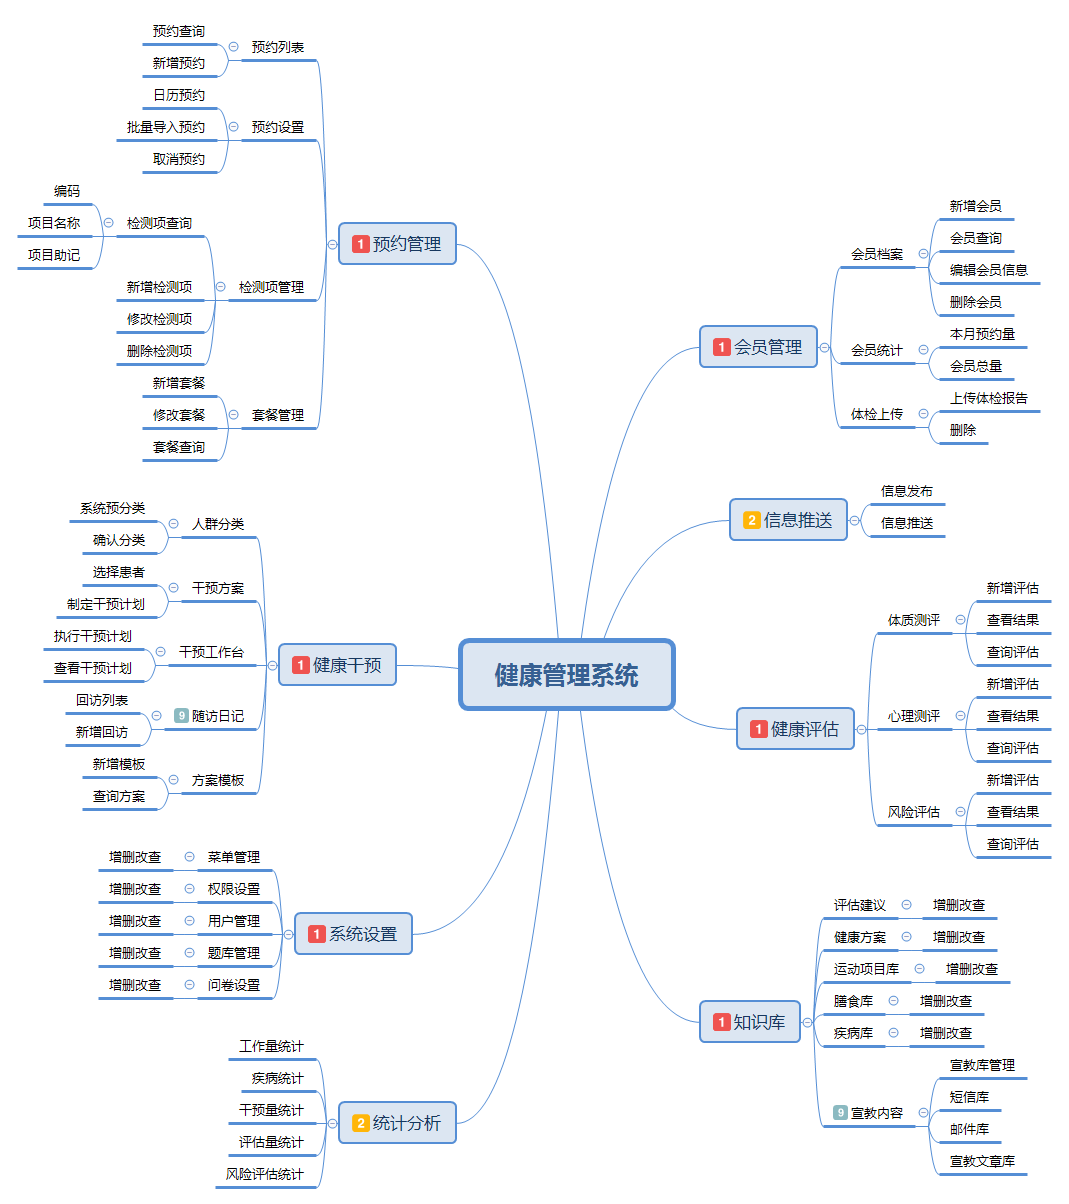 健康管理系统
1 预约管理
预约列表
预约查询
新增预约
预约设置
日历预约
批量导入预约
取消预约
检测项管理
检测项查询
编码
项目名称
项目助记
新增检测项
修改检测项
删除检测项
套餐管理
新增套餐
修改套餐
套餐查询
1 健康干预
人群分类
系统预分类
确认分类
干预方案
选择患者
制定干预计划
干预工作台
执行干预计划
查看干预计划
9 随访日记
回访列表
新增回访
方案模板
新增模板
查询方案
1 系统设置
菜单管理
增删改查
权限设置
增删改查
用户管理
增删改查
题库管理
增删改查
问卷设置
增删改查
2 统计分析
工作量统计
疾病统计
干预量统计
评估量统计
风险评估统计
1 会员管理
会员档案
新增会员
会员查询
编辑会员信息
删除会员
会员统计
本月预约量
会员总量
体检上传
上传体检报告
删除
2 信息推送
信息发布
信息推送
1 健康评估
体质测评
新增评估
查看结果
查询评估
心理测评
新增评估
查看结果
查询评估
风险评估
新增评估
查看结果
查询评估
1 知识库
评估建议
增删改查
健康方案
增删改查
运动项目库
增删改查
膳食库
增删改查
疾病库
增删改查
9 宣教内容
宣教库管理
短信库
邮件库
宣教文章库